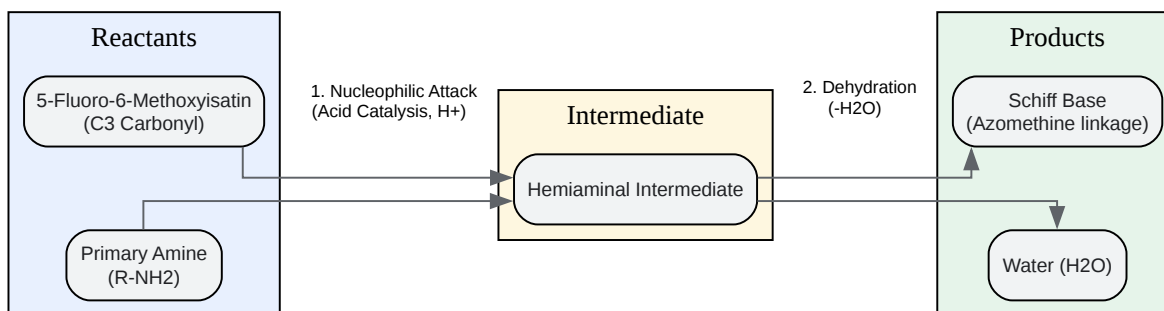 Reactants
5-Fluoro-6-Methoxyisatin
(C3 Carbonyl)
Primary Amine
(R-NH2)
1. Nucleophilic Attack
(Acid Catalysis, H+)
Intermediate
Hemiaminal Intermediate
2. Dehydration
(-H2O)
Products
Schiff Base
(Azomethine linkage)
Water (H2O)